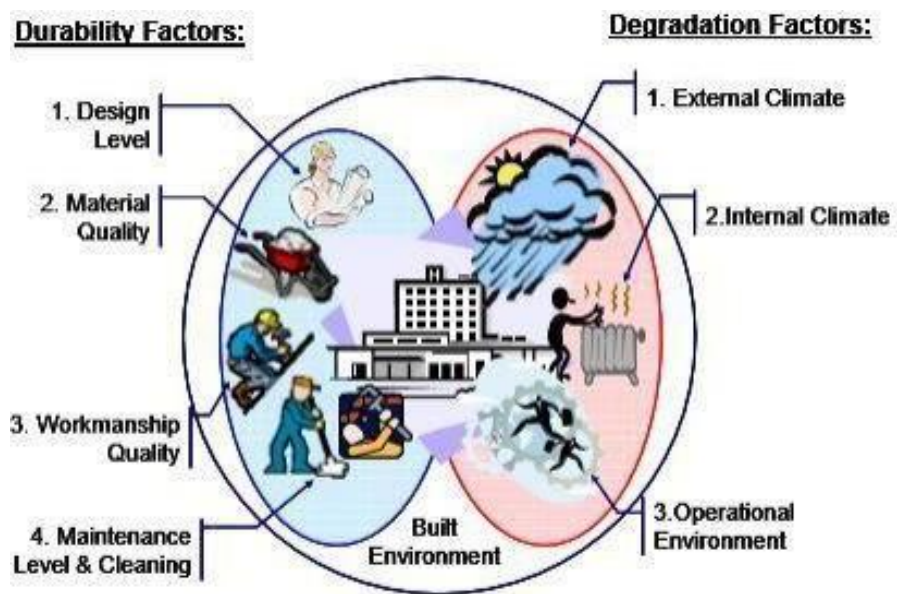 Durability Factors:
1. Design
Level
2. Material
Quality
3. Workmanship
Quality
4. Maintenance
Level & Cleaning
Degradation Factors:
1. External Climate
2.Internal Climate
3.Operational
Environment
Built
Environment
H